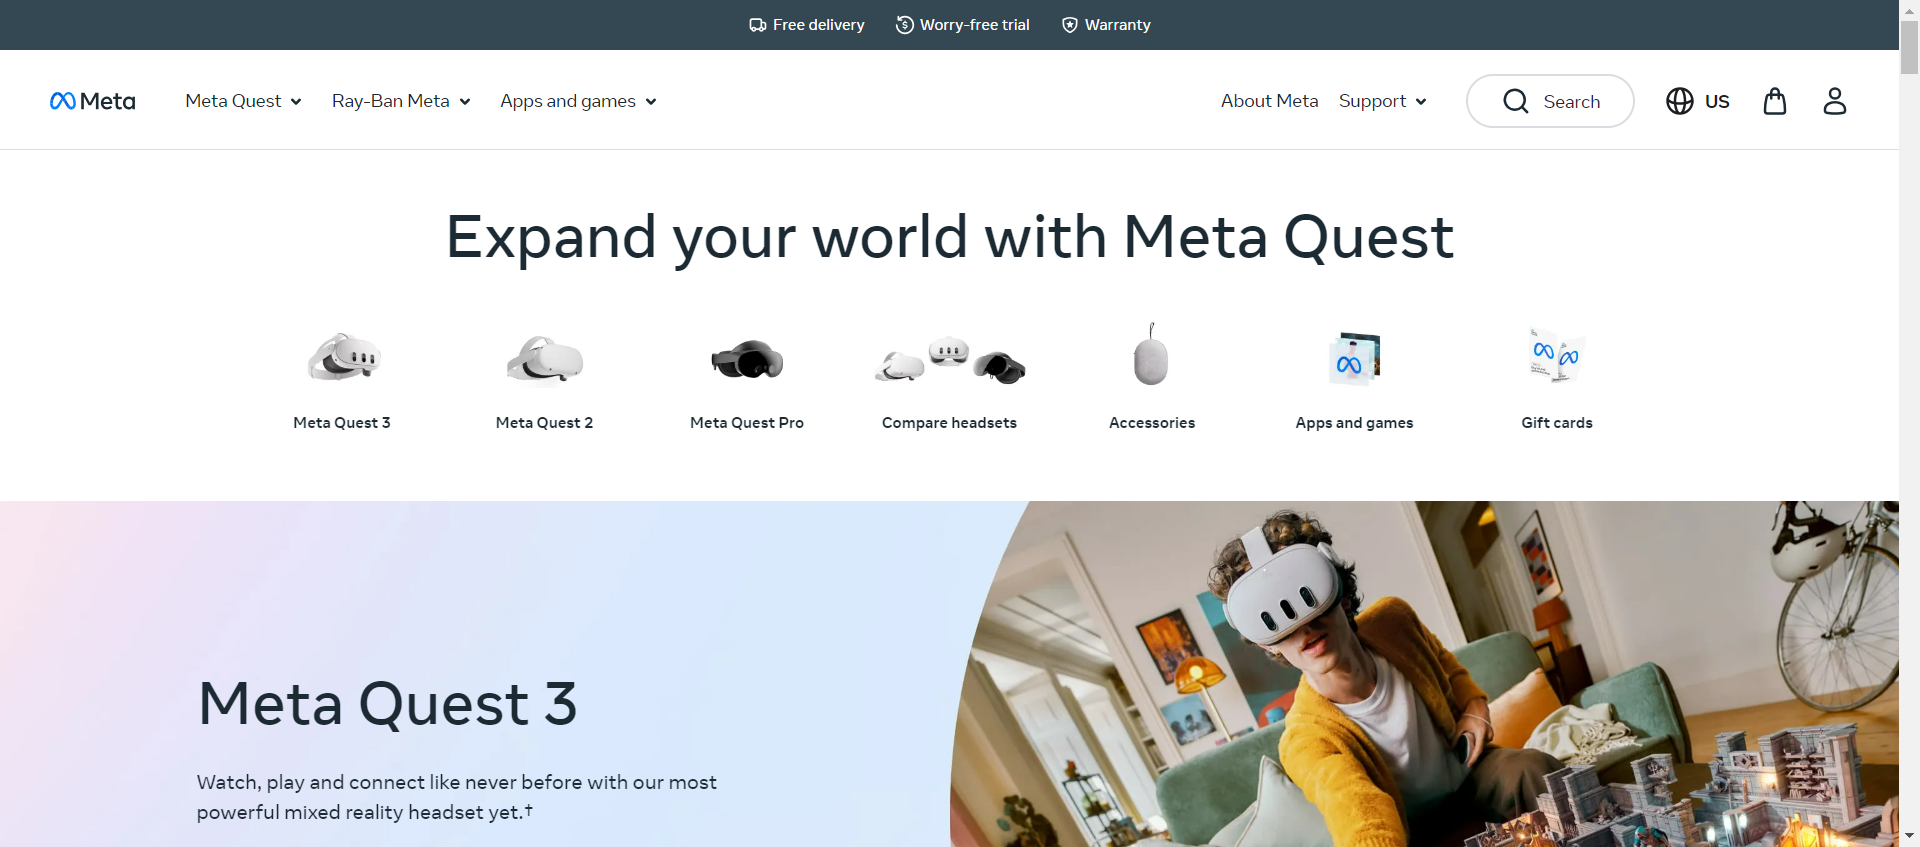 Free delivery Worry-free trial Warranty
Meta Meta Quest Ray-Ban Meta Apps and games About Meta Support Search US
Expand your world with Meta Quest
Meta Quest 3 Meta Quest 2 Meta Quest Pro Compare headsets Accessories Apps and games Gift cards
Meta Quest 3
Watch, play and connect like never before with our most
powerful mixed reality headset yet.†